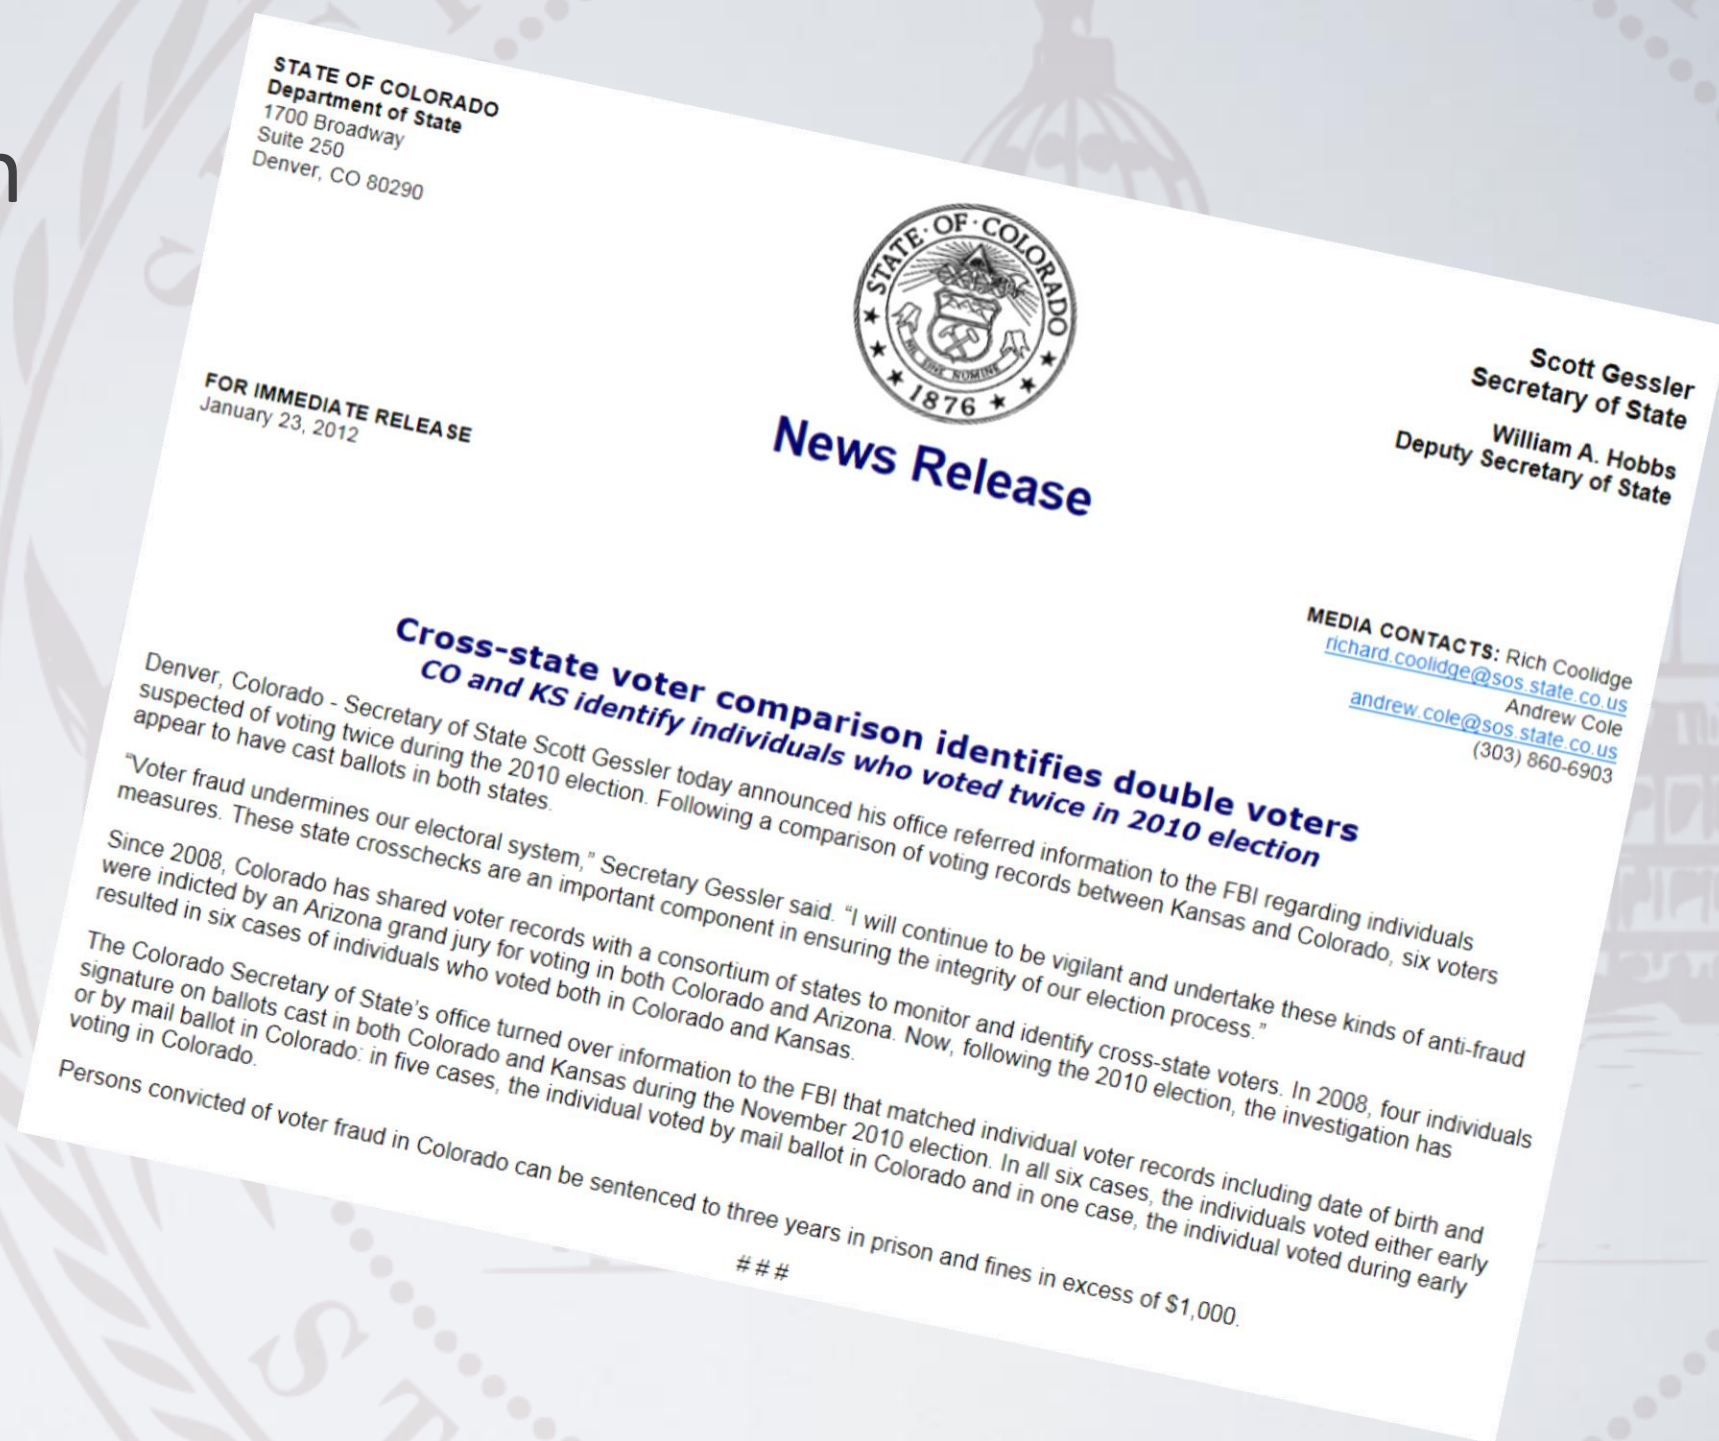 n
STATE OF COLORADO
Department of State
1700 Broadway
Suite 250
Denver, CO 80290
STATE · OF · COLORADO
NIL SINE NUMINE
1876
News Release
Scott Gessler
Secretary of State
William A. Hobbs
Deputy Secretary of State
FOR IMMEDIATE RELEASE
January 23, 2012
MEDIA CONTACTS: Rich Coolidge
richard.coolidge@sos.state.co.us
Andrew Cole
andrew.cole@sos.state.co.us
(303) 860-6903
Cross-state voter comparison identifies double voters
CO and KS identify individuals who voted twice in 2010 election
Denver, Colorado - Secretary of State Scott Gessler today announced his office referred information to the FBI regarding individuals
suspected of voting twice during the 2010 election. Following a comparison of voting records between Kansas and Colorado, six voters
appear to have cast ballots in both states.
“Voter fraud undermines our electoral system,” Secretary Gessler said. “I will continue to be vigilant and undertake these kinds of anti-fraud
measures. These state crosschecks are an important component in ensuring the integrity of our election process.”
Since 2008, Colorado has shared voter records with a consortium of states to monitor and identify cross-state voters. In 2008, four individuals
were indicted by an Arizona grand jury for voting in both Colorado and Arizona. Now, following the 2010 election, the investigation has
resulted in six cases of individuals who voted both in Colorado and Kansas.
The Colorado Secretary of State’s office turned over information to the FBI that matched individual voter records including date of birth and
signature on ballots cast in both Colorado and Kansas during the November 2010 election. In all six cases, the individuals voted either early
or by mail ballot in Colorado: in five cases, the individual voted by mail ballot in Colorado and in one case, the individual voted during early
voting in Colorado.
Persons convicted of voter fraud in Colorado can be sentenced to three years in prison and fines in excess of $1,000.
# # #